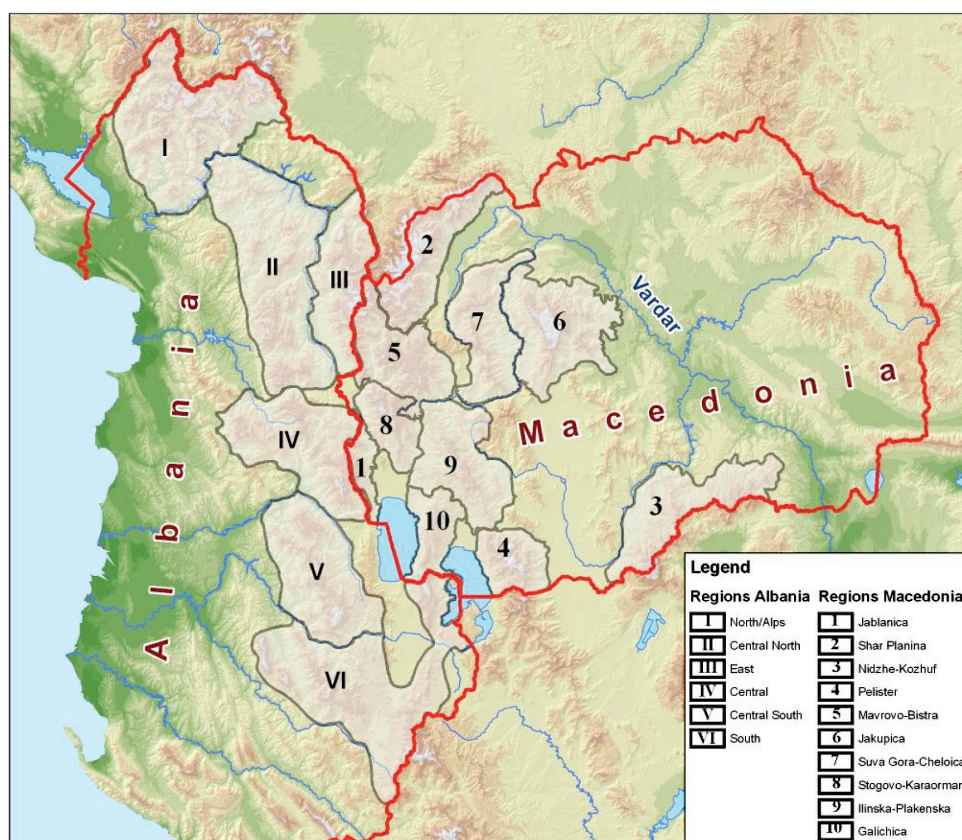 I
II
III
2
7
6
5
Vardar
Albania
Macedonia
IV
8
1
9
10
3
4
V
VI
Legend
Regions Albania
I North/Alps
II Central North
III East
IV Central
V Central South
VI South
Regions Macedonia
1 Jablanica
2 Shar Planina
3 Nidzhe-Kozhuf
4 Pelister
5 Mavrovo-Bistra
6 Jakupica
7 Suva Gora-Cheloica
8 Stogovo-Karaorman
9 Ilinska-Plakenska
10 Galichica